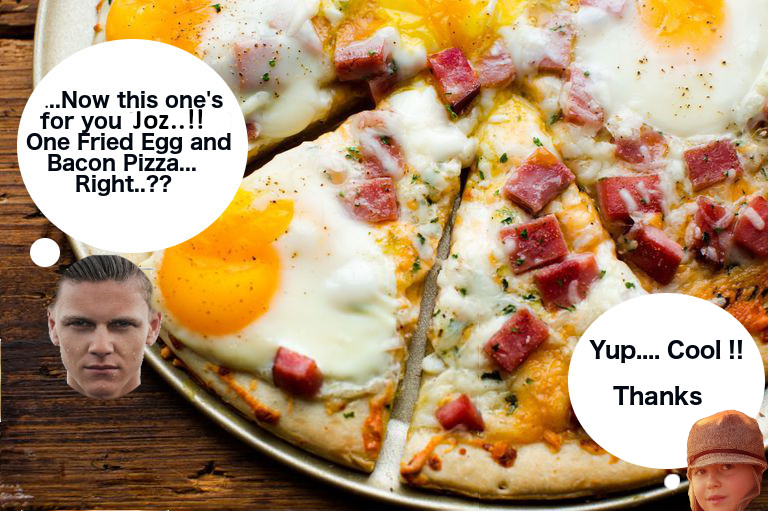 ...Now this one's
for you Joz..!!
One Fried Egg and
Bacon Pizza...
Right..??
Yup.... Cool !!
Thanks